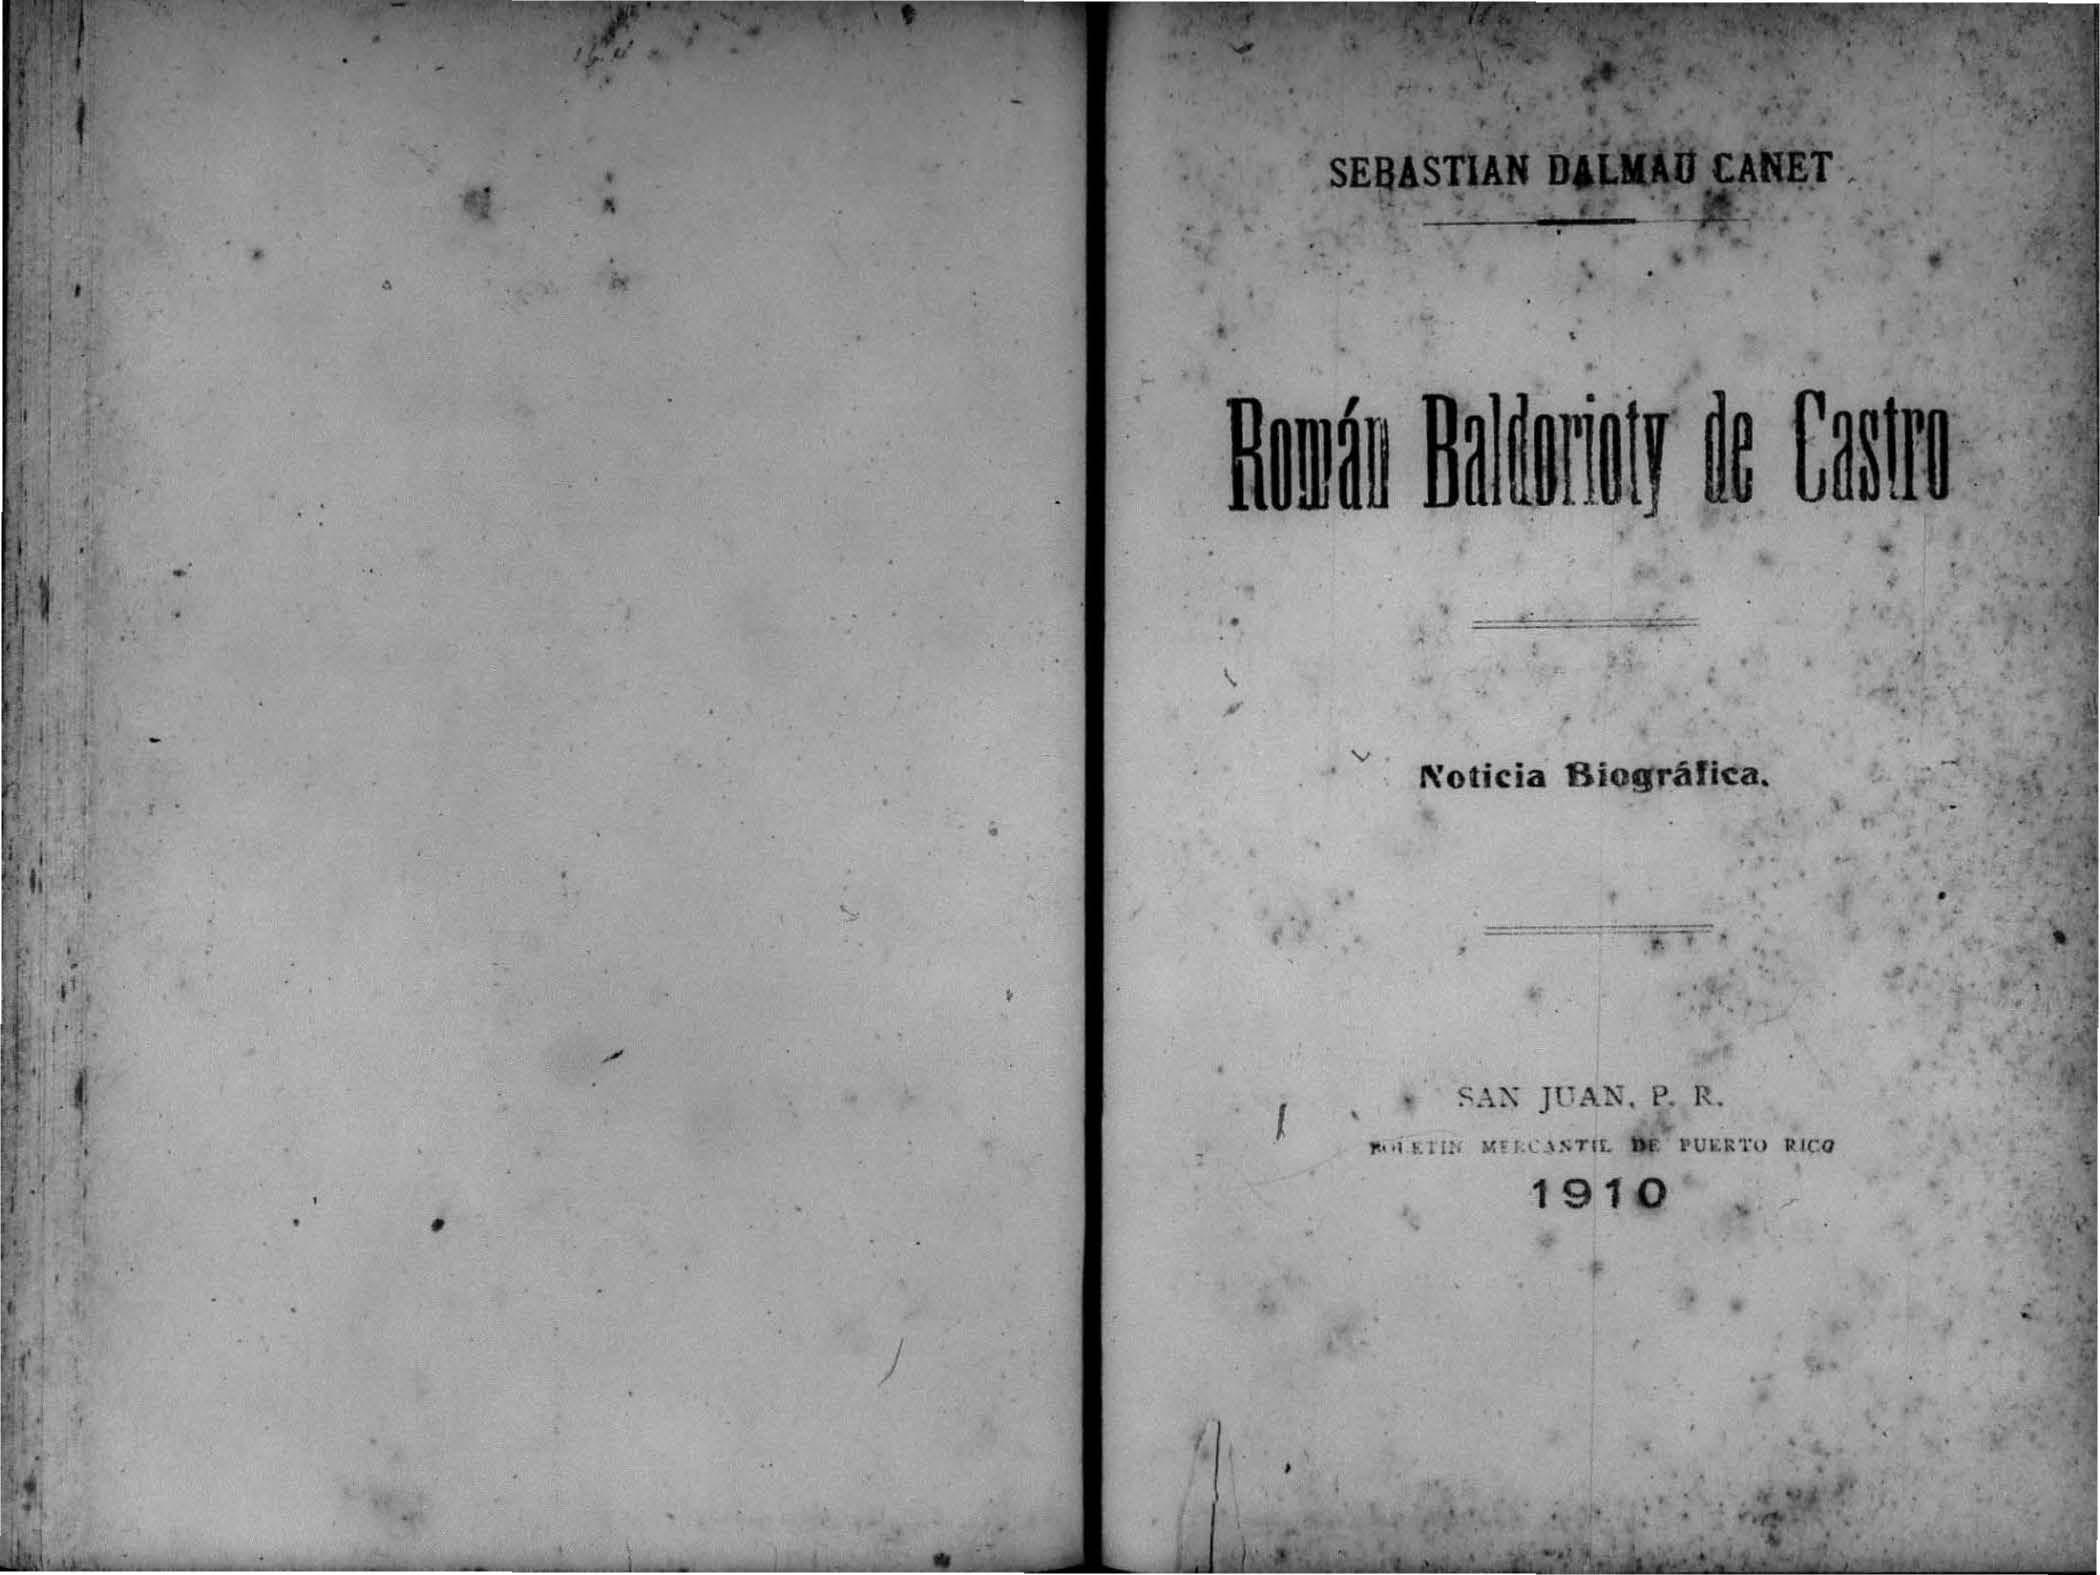 SEBASTIAN DALMAU CANET
Román Baldorioty de Castro
Noticia Biográfica.
SAN JUAN, P. R.
BOLETIN MERCANTIL DE PUERTO RICO
1910